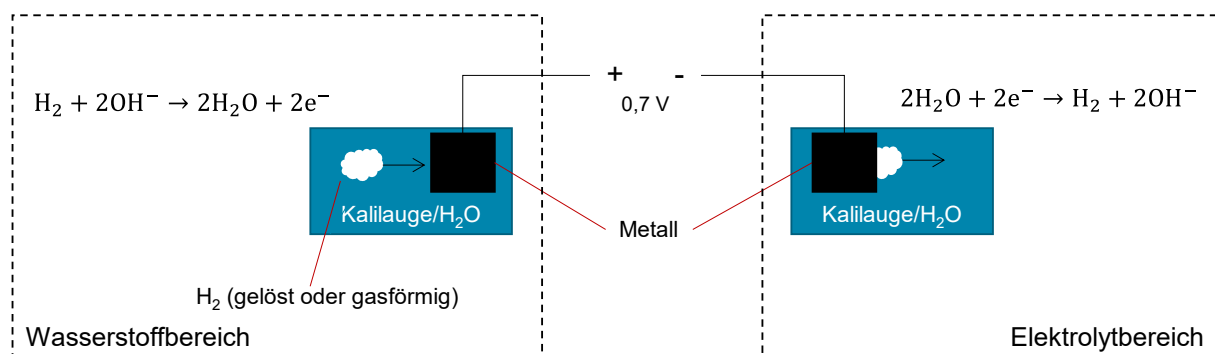 + -
0,7 V
H₂ + 2OH⁻ → 2H₂O + 2e⁻
2H₂O + 2e⁻ → H₂ + 2OH⁻
Kalilauge/H₂O
Kalilauge/H₂O
Metall
H₂ (gelöst oder gasförmig)
Wasserstoffbereich
Elektrolytbereich